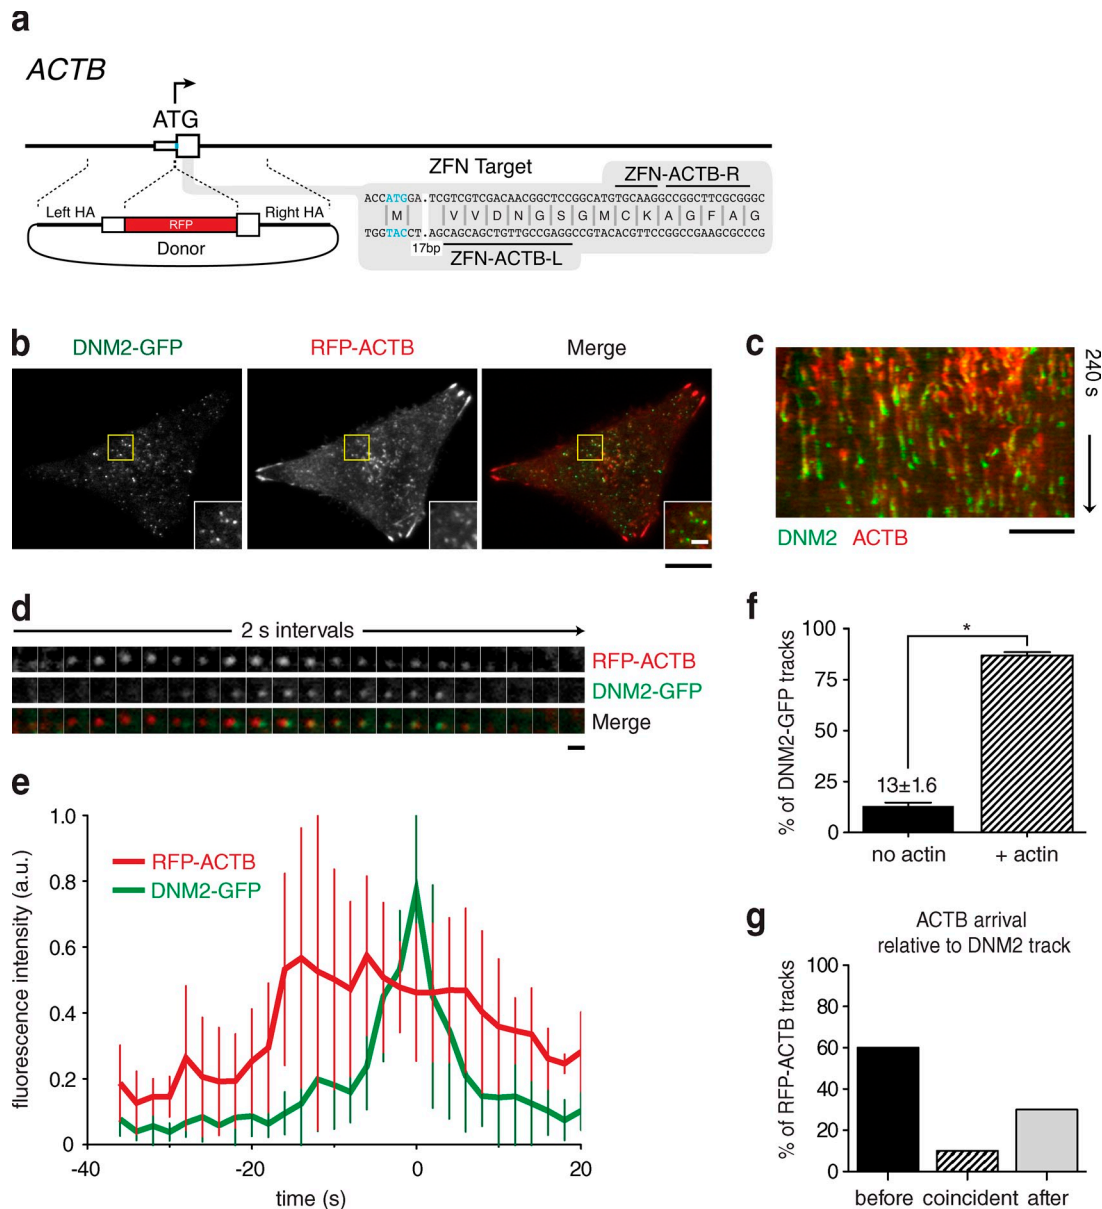 a
ACTB
ATG
ZFN Target
ZFN-ACTB-R
ACCATGGA.TCGTCGTCGACAACGGCTCCGGCATGTGCAAGGCCGGCTTCGCGGGC
M V V D N G S G M C K A G F A G
TGGTACCT.AGCAGCAGCTGTTGCCGAGGCCGTACACGTTCCGGCCGAAGCGCCCG
17bp
ZFN-ACTB-L
Left HA
Right HA
RFP
Donor
b
DNM2-GFP
RFP-ACTB
Merge
c
240 s
DNM2 ACTB
d
2 s intervals
RFP-ACTB
DNM2-GFP
Merge
e
fluorescence intensity (a.u.)
1.0
0.8
0.6
0.4
0.2
0
RFP-ACTB
DNM2-GFP
-40
-20
0
20
time (s)
f
% of DNM2-GFP tracks
100
75
50
25
0
*
13±1.6
no actin
+ actin
g
ACTB arrival
relative to DNM2 track
% of RFP-ACTB tracks
100
80
60
40
20
0
before coincident after